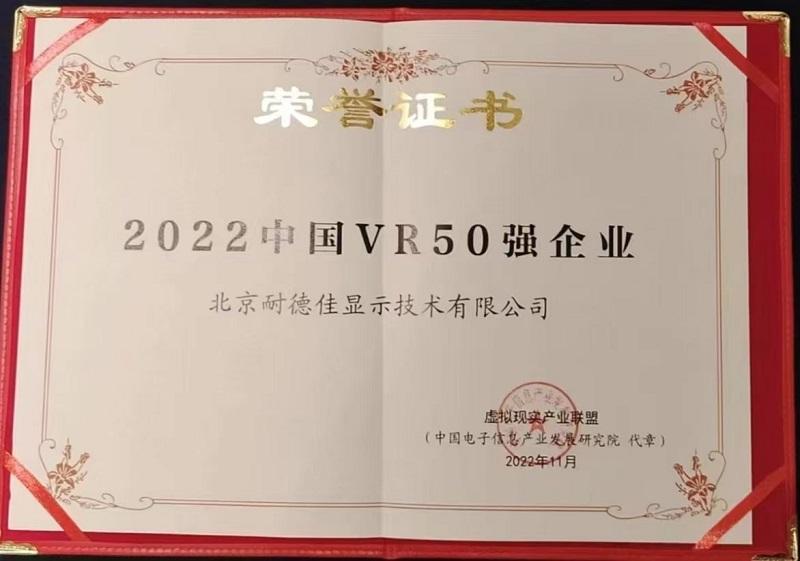 荣誉证书
2022中国VR50强企业
北京耐德佳显示技术有限公司
虚拟现实产业联盟
（中国电子信息产业发展研究院 代章）
2022年11月